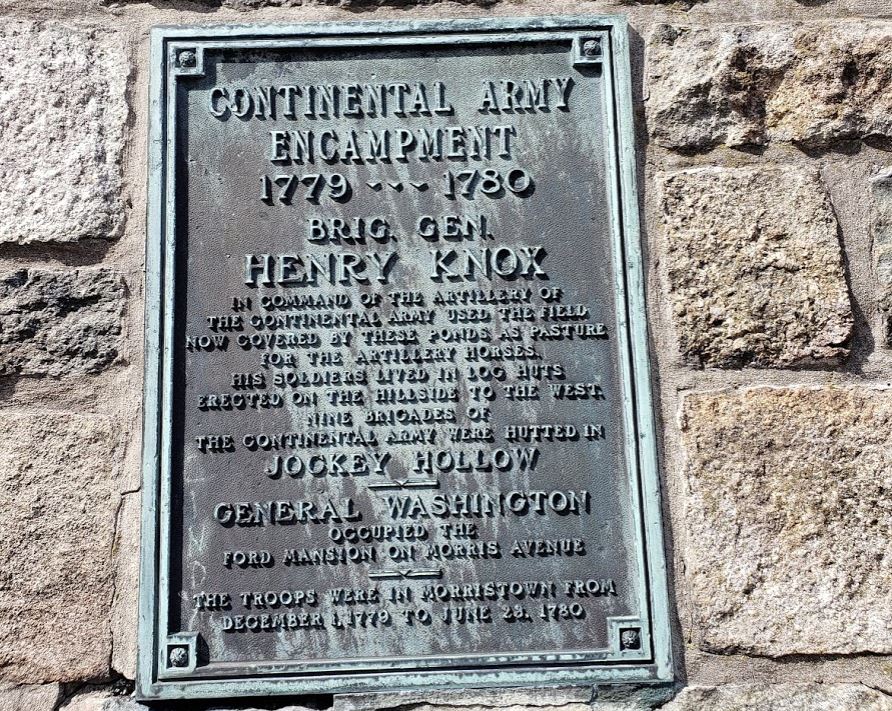 CONTINENTAL ARMY
ENCAMPMENT
1779 ~~~ 1780
BRIG. GEN.
HENRY KNOX
IN COMMAND OF THE ARTILLERY OF
THE CONTINENTAL ARMY USED THE FIELD
NOW COVERED BY THESE PONDS AS PASTURE
FOR THE ARTILLERY HORSES.
HIS SOLDIERS LIVED IN LOG HUTS
ERECTED ON THE HILLSIDE TO THE WEST.
NINE BRIGADES OF
THE CONTINENTAL ARMY WERE HUTTED IN
JOCKEY HOLLOW
GENERAL WASHINGTON
OCCUPIED THE
FORD MANSION ON MORRIS AVENUE
THE TROOPS WERE IN MORRISTOWN FROM
DECEMBER 1, 1779 TO JUNE 23, 1780